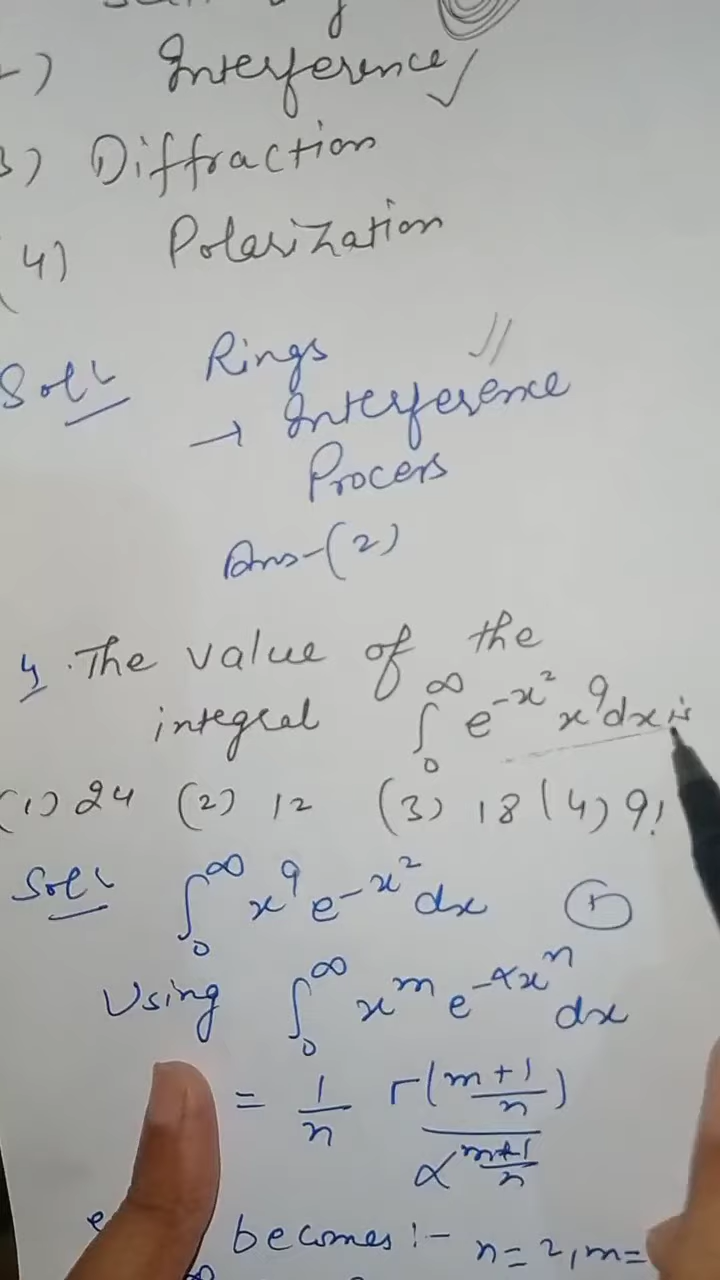 2) Interference ✓
3) Diffraction
(4) Polarization
Sol: Rings
→ Interference
Process
Ans-(2)
4. The value of the
integral ∫₀^∞ e^{-x²} x⁹ dx is
(1) 24 (2) 12 (3) 18 (4) 9!
Sol: ∫₀^∞ x⁹ e^{-x²} dx
Using ∫₀^∞ x^m e^{-αx^n} dx
= 1/n Γ((m+1)/n) / α^{(m+1)/n}
becomes :- n=2, m=